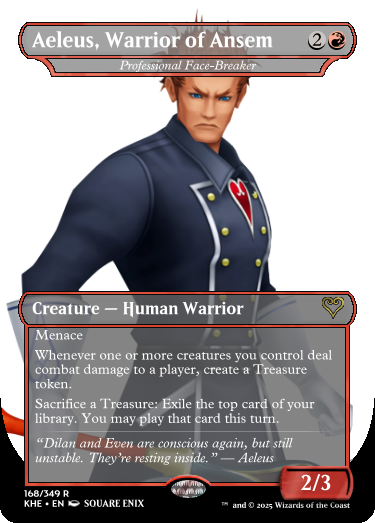 Aeleus, Warrior of Ansem 2
Professional Face-Breaker
Creature — Human Warrior
Menace
Whenever one or more creatures you control deal
combat damage to a player, create a Treasure
token.
Sacrifice a Treasure: Exile the top card of your
library. You may play that card this turn.
“Dilan and Even are conscious again, but still
unstable. They're resting inside.” — Aeleus
2/3
168/349 R
KHE • EN SQUARE ENIX ™ and © 2025 Wizards of the Coast